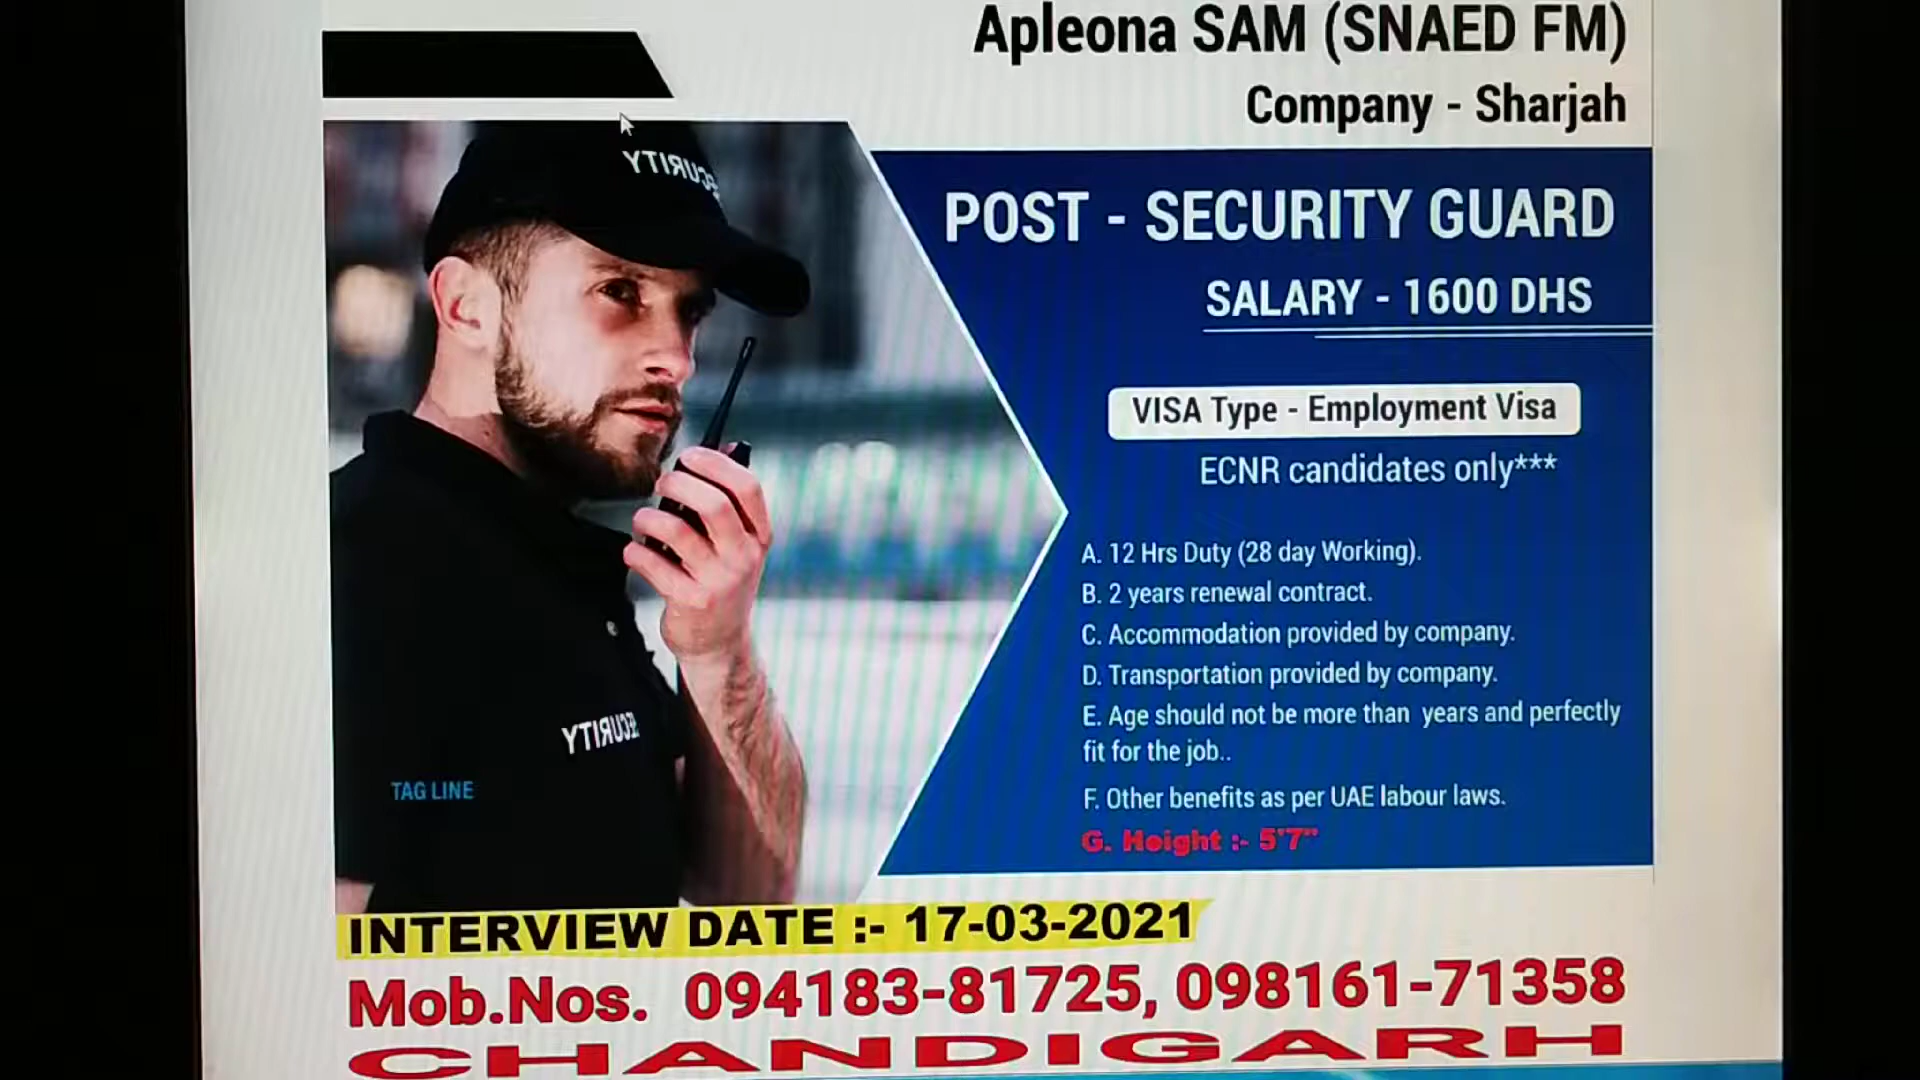 Apleona SAM (SNAED FM)
Company - Sharjah
SECURITY
POST - SECURITY GUARD
SALARY - 1600 DHS
VISA Type - Employment Visa
ECNR candidates only***
A. 12 Hrs Duty (28 day Working).
B. 2 years renewal contract.
C. Accommodation provided by company.
D. Transportation provided by company.
E. Age should not be more than years and perfectly
fit for the job..
F. Other benefits as per UAE labour laws.
G. Height :- 5'7"
SECURITY
TAG LINE
INTERVIEW DATE :- 17-03-2021
Mob.Nos. 094183-81725, 098161-71358
CHANDIGARH